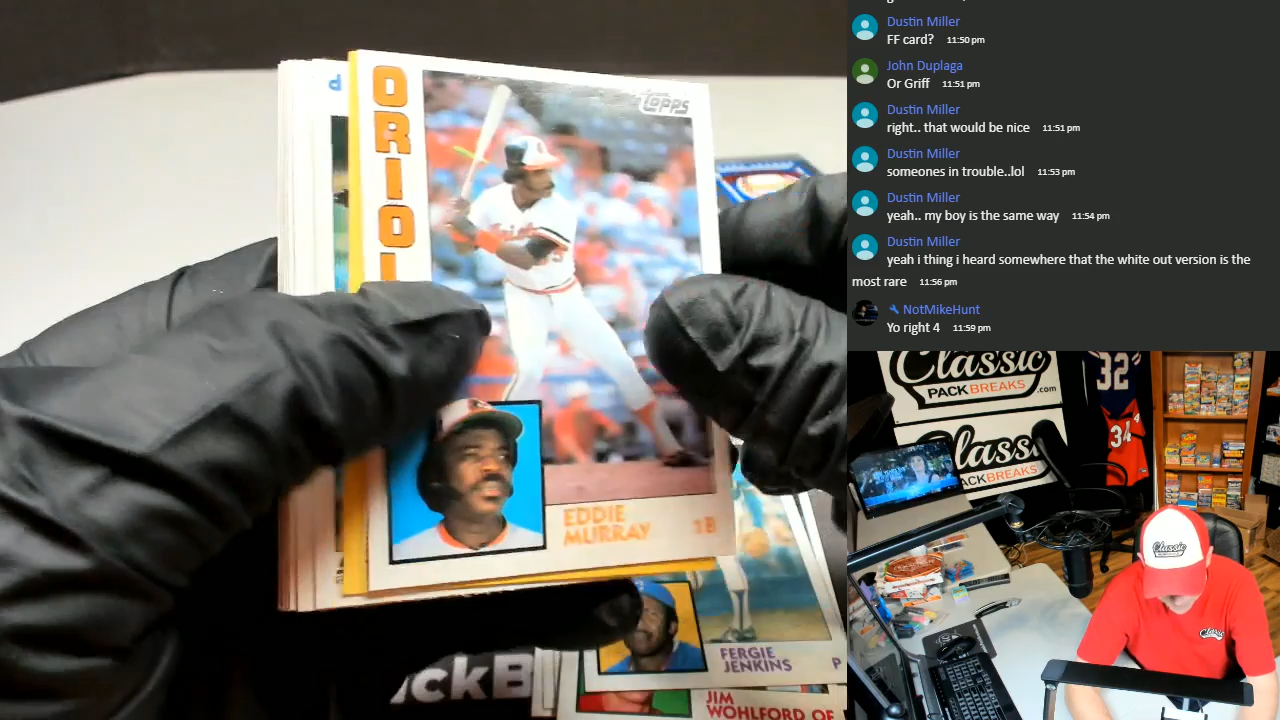 ORIOL
Topps
EDDIE
MURRAY
1B
FERGIE
JENKINS
P
JIM
WOHLFORD OF
Dustin Miller
FF card? 11:50 pm
John Duplaga
Or Griff 11:51 pm
Dustin Miller
right.. that would be nice 11:51 pm
Dustin Miller
someones in trouble..lol 11:53 pm
Dustin Miller
yeah.. my boy is the same way 11:54 pm
Dustin Miller
yeah i thing i heard somewhere that the white out version is the
most rare 11:56 pm
NotMikeHunt
Yo right 4 11:59 pm
Classic
PACKBREAKS.com
Classic
PACKBREAKS
32
34
Classic
Classic